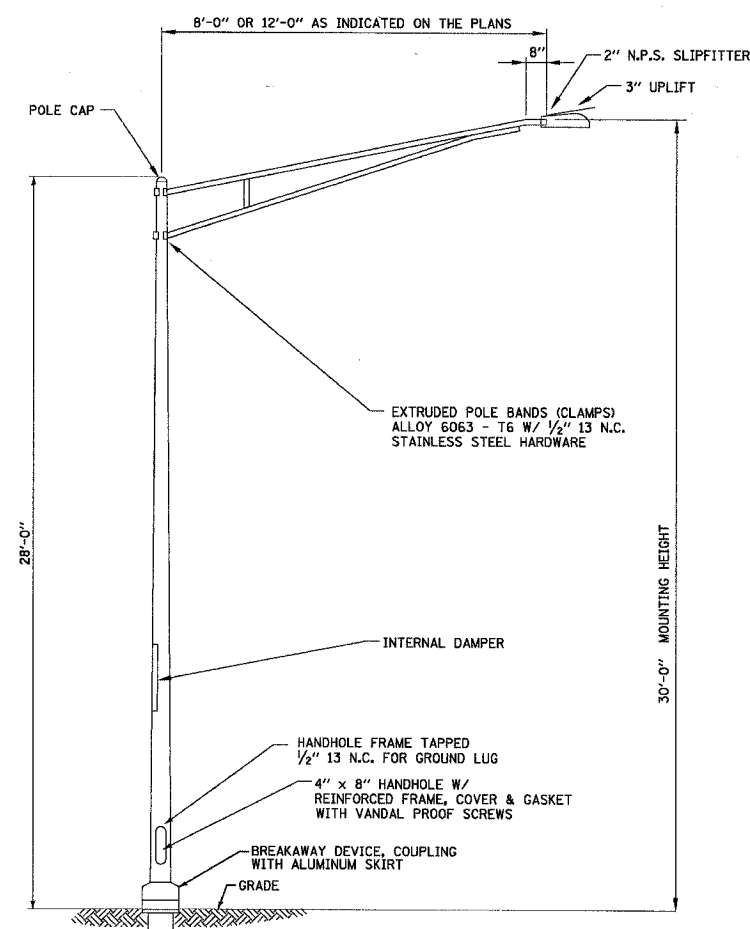 8'-0" OR 12'-0" AS INDICATED ON THE PLANS
8"
2" N.P.S. SLIPFITTER
3" UPLIFT
POLE CAP
EXTRUDED POLE BANDS (CLAMPS)
ALLOY 6063 - T6 W/ 1/2" 13 N.C.
STAINLESS STEEL HARDWARE
28'-0"
30'-0" MOUNTING HEIGHT
INTERNAL DAMPER
HANDHOLE FRAME TAPPED
1/2" 13 N.C. FOR GROUND LUG
4" x 8" HANDHOLE W/
REINFORCED FRAME, COVER & GASKET
WITH VANDAL PROOF SCREWS
BREAKAWAY DEVICE, COUPLING
WITH ALUMINUM SKIRT
GRADE